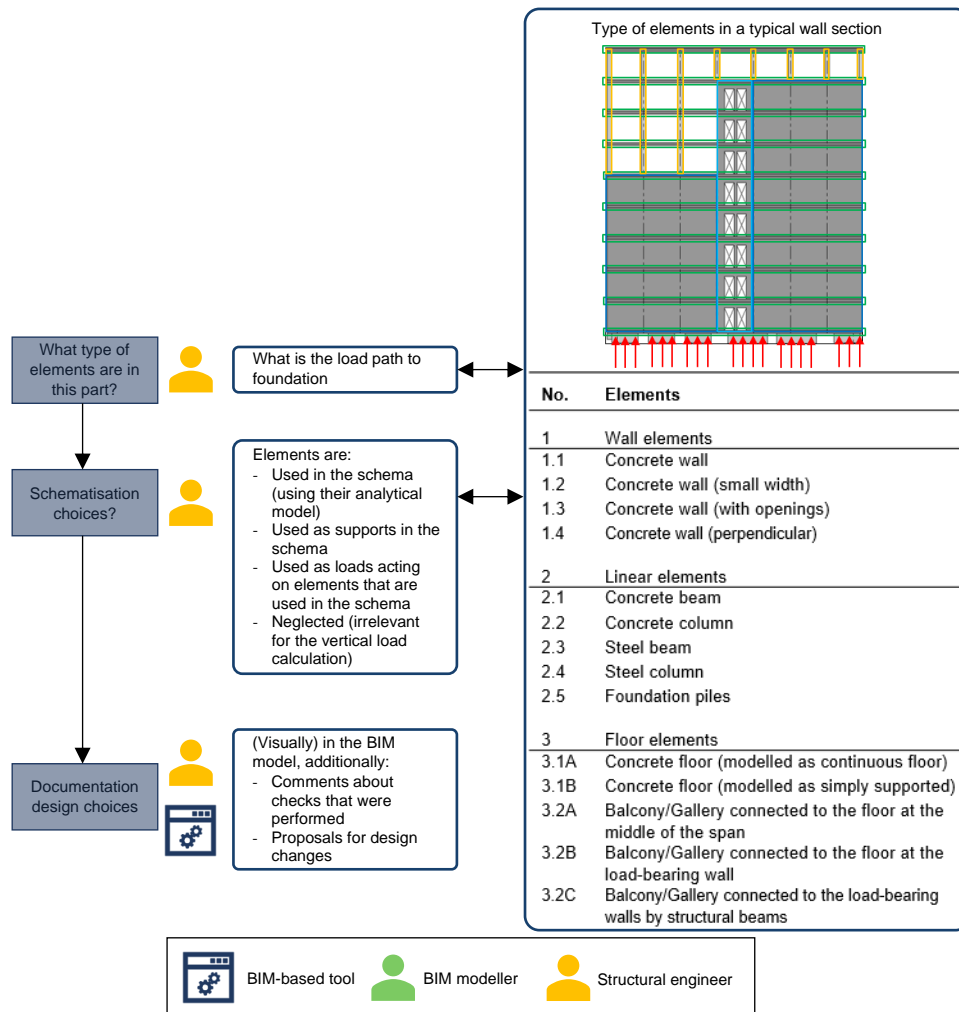 Type of elements in a typical wall section
What type of
elements are in
this part?
What is the load path to
foundation
Schematisation
choices?
Elements are:
- Used in the schema
(using their analytical
model)
- Used as supports in the
schema
- Used as loads acting
on elements that are
used in the schema
- Neglected (irrelevant
for the vertical load
calculation)
Documentation
design choices
(Visually) in the BIM
model, additionally:
- Comments about
checks that were
performed
- Proposals for design
changes
No. Elements
1 Wall elements
1.1 Concrete wall
1.2 Concrete wall (small width)
1.3 Concrete wall (with openings)
1.4 Concrete wall (perpendicular)
2 Linear elements
2.1 Concrete beam
2.2 Concrete column
2.3 Steel beam
2.4 Steel column
2.5 Foundation piles
3 Floor elements
3.1A Concrete floor (modelled as continuous floor)
3.1B Concrete floor (modelled as simply supported)
3.2A Balcony/Gallery connected to the floor at the
middle of the span
3.2B Balcony/Gallery connected to the floor at the
load-bearing wall
3.2C Balcony/Gallery connected to the load-bearing
walls by structural beams
BIM-based tool BIM modeller Structural engineer